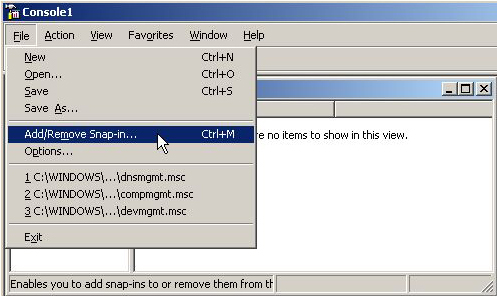 Console1
File Action View Favorites Window Help
New Ctrl+N
Open... Ctrl+O
Save Ctrl+S
Save As...
Add/Remove Snap-in... Ctrl+M
re no items to show in this view.
Options...
1 C:\WINDOWS\...\dnsmgmt.msc
2 C:\WINDOWS\...\compmgmt.msc
3 C:\WINDOWS\...\devmgmt.msc
Exit
Enables you to add snap-ins to or remove them from th